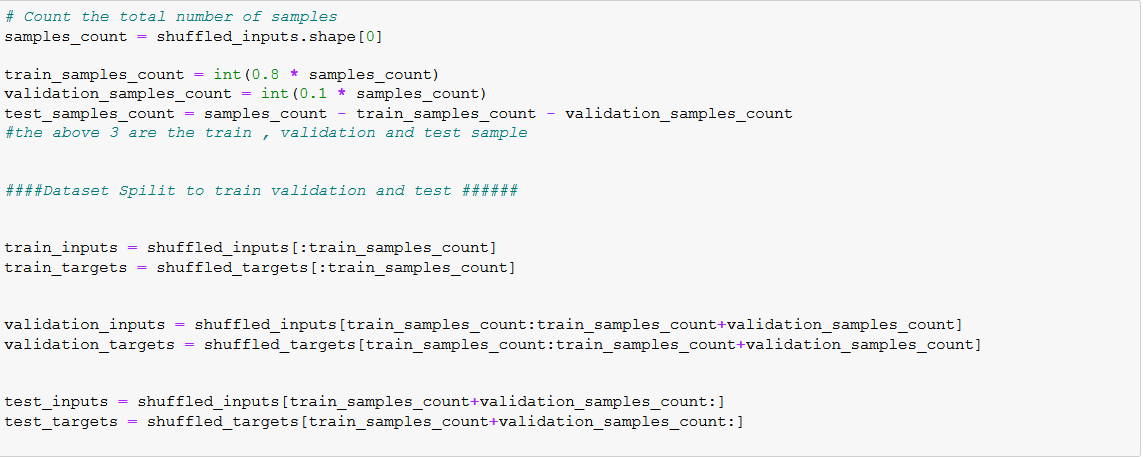 # Count the total number of samples
samples_count = shuffled_inputs.shape[0]
train_samples_count = int(0.8 * samples_count)
validation_samples_count = int(0.1 * samples_count)
test_samples_count = samples_count - train_samples_count - validation_samples_count
#the above 3 are the train , validation and test sample
####Dataset Spilit to train validation and test ######
train_inputs = shuffled_inputs[:train_samples_count]
train_targets = shuffled_targets[:train_samples_count]
validation_inputs = shuffled_inputs[train_samples_count:train_samples_count+validation_samples_count]
validation_targets = shuffled_targets[train_samples_count:train_samples_count+validation_samples_count]
test_inputs = shuffled_inputs[train_samples_count+validation_samples_count:]
test_targets = shuffled_targets[train_samples_count+validation_samples_count:]